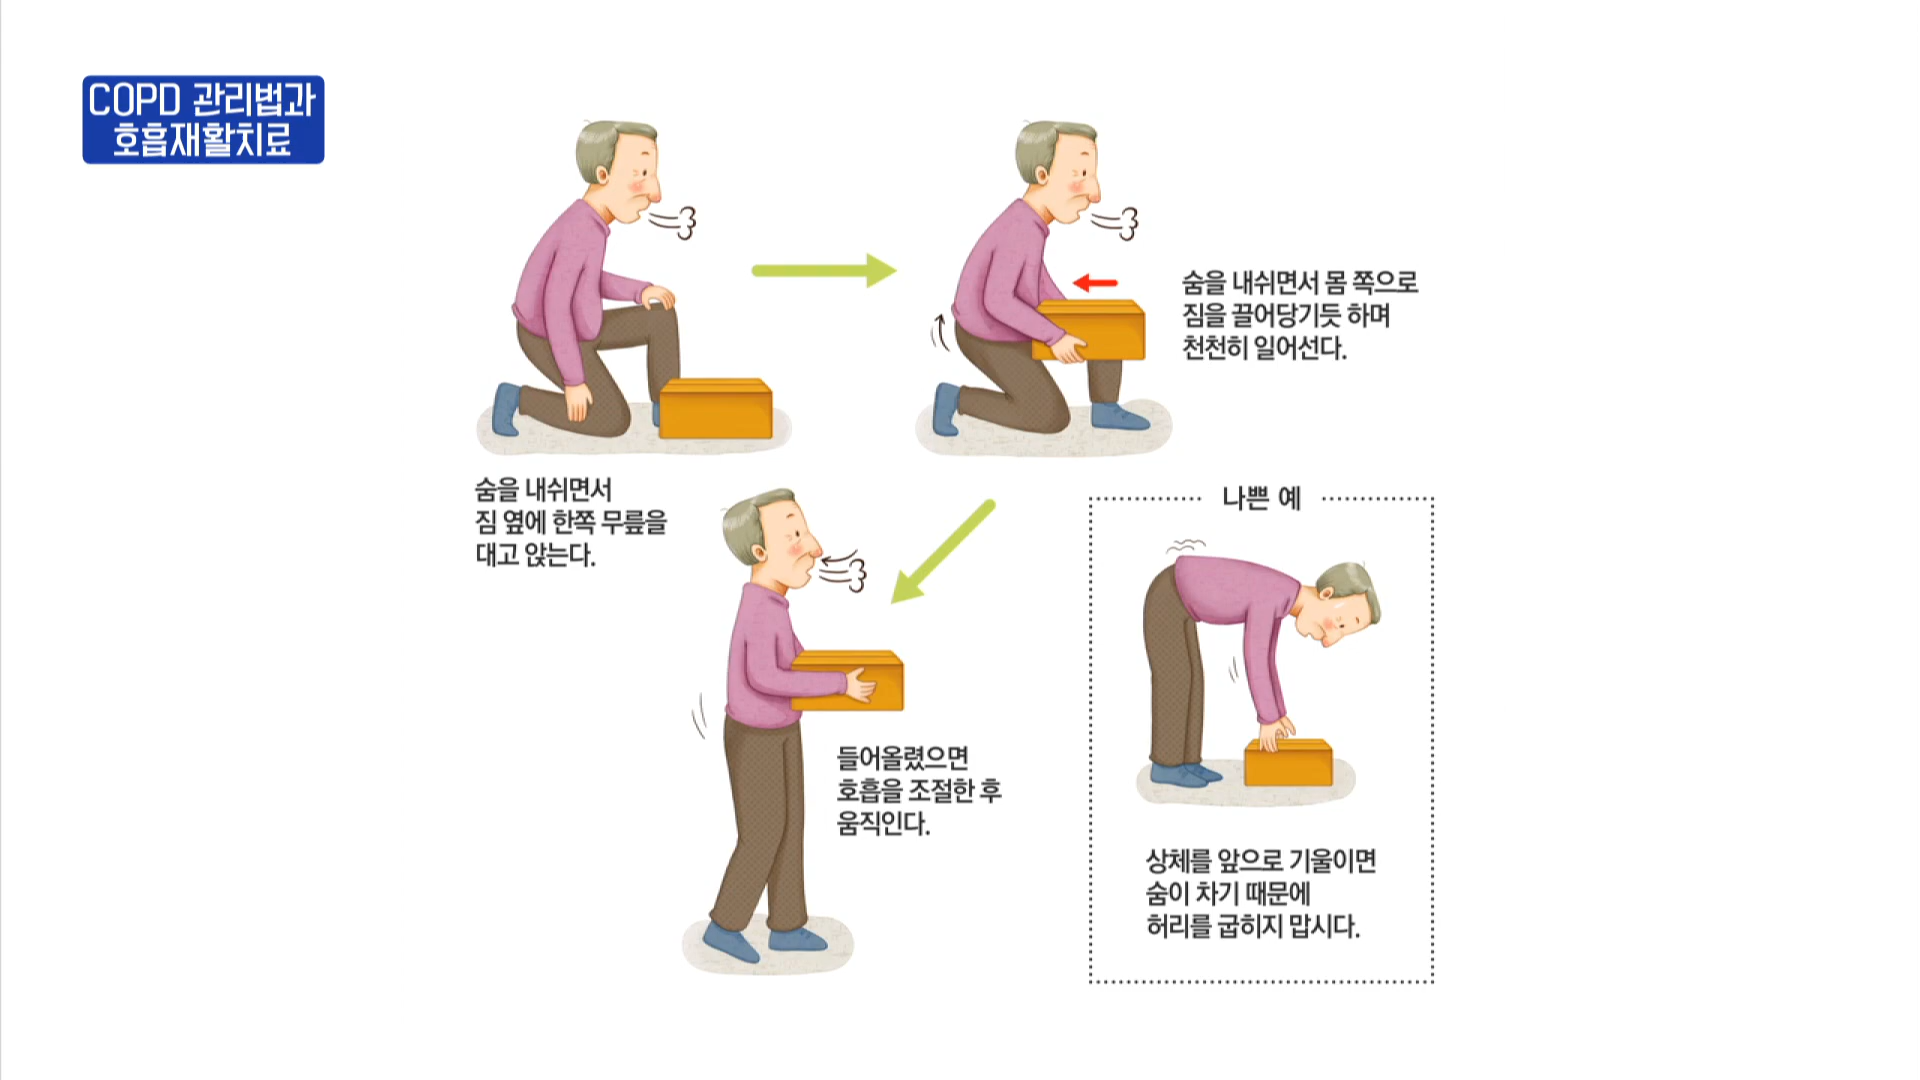 COPD 관리법과
호흡재활치료
숨을 내쉬면서
짐 옆에 한쪽 무릎을
대고 앉는다.
숨을 내쉬면서 몸 쪽으로
짐을 끌어당기듯 하며
천천히 일어선다.
들어올렸으면
호흡을 조절한 후
움직인다.
나쁜 예
상체를 앞으로 기울이면
숨이 차기 때문에
허리를 굽히지 맙시다.